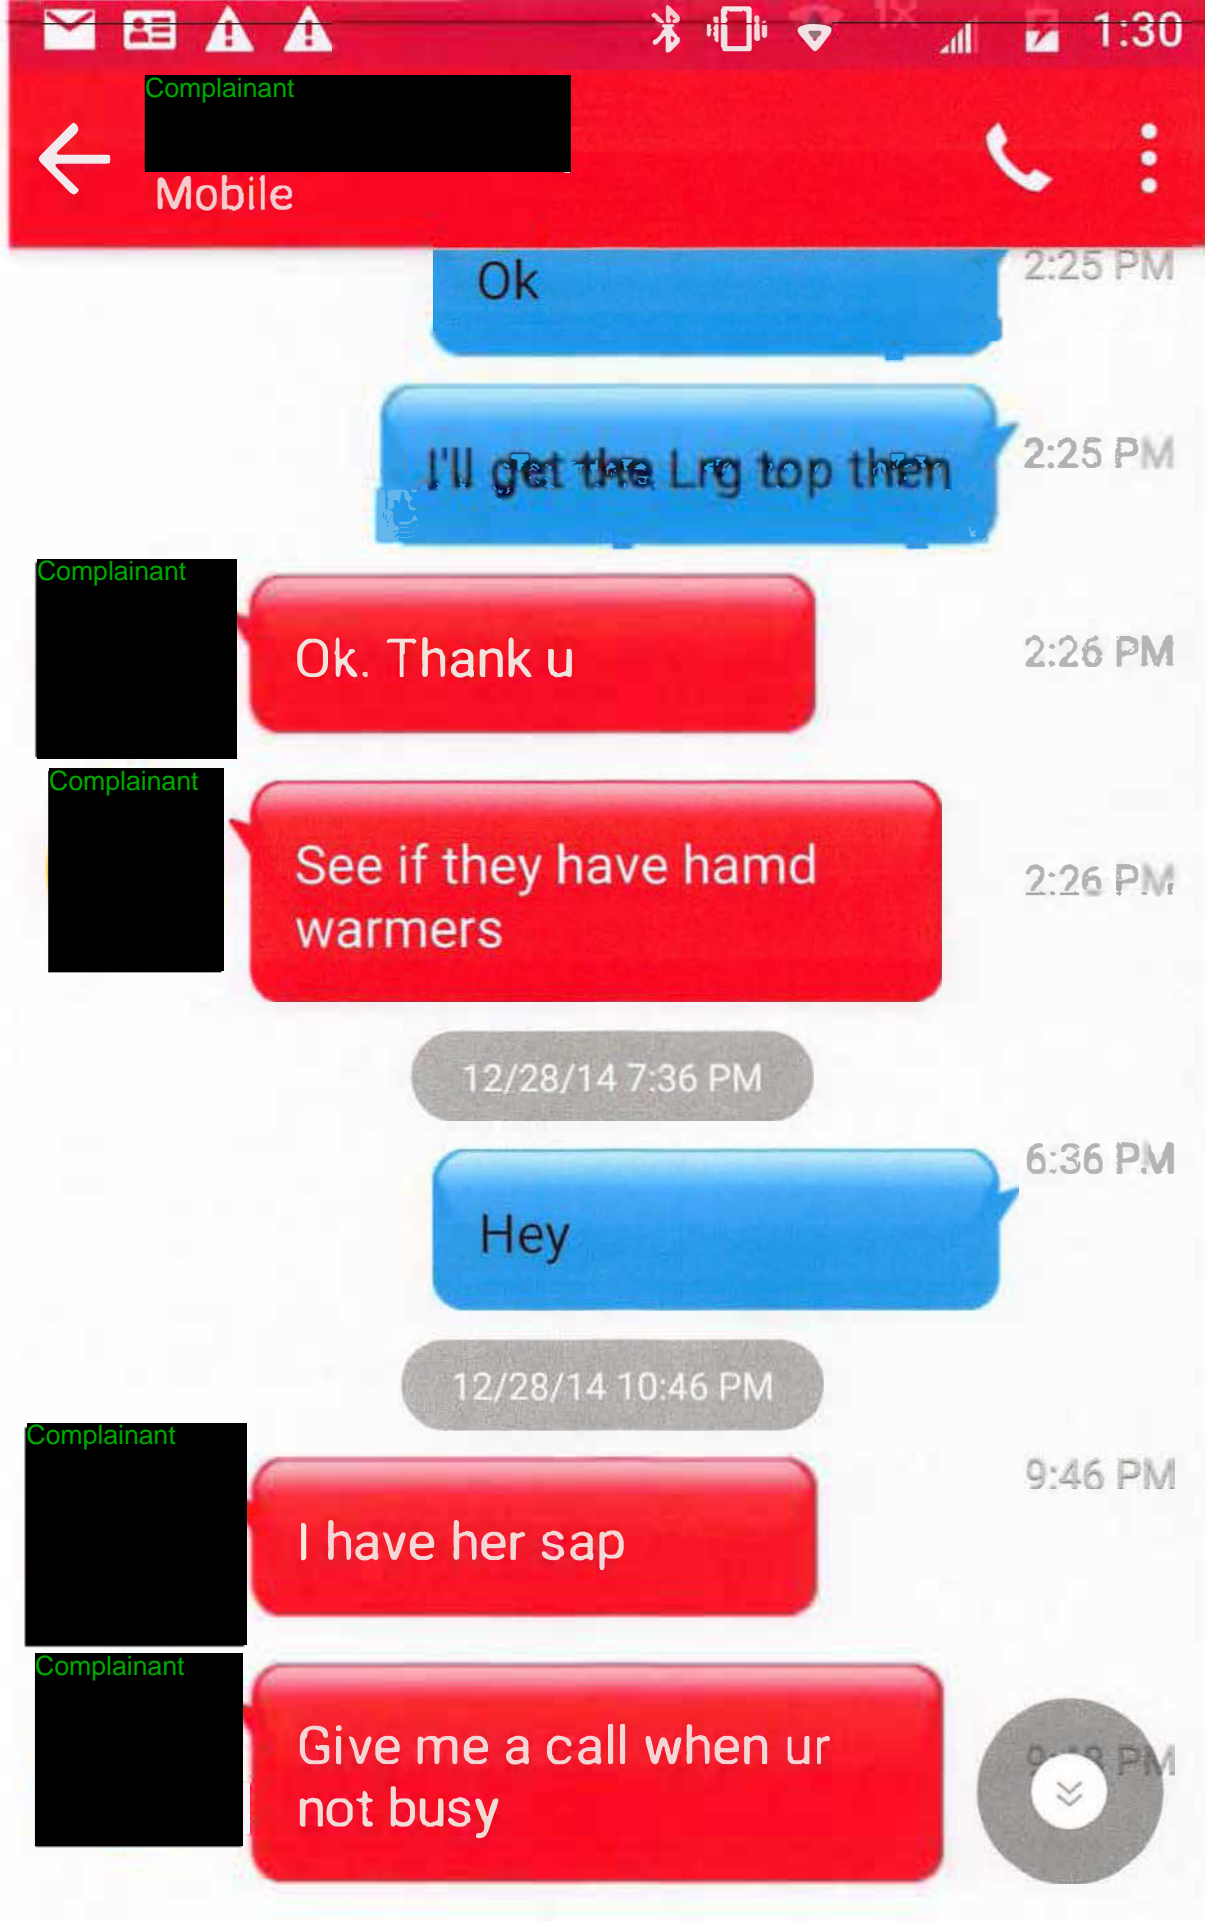 1X
1:30
Complainant
Mobile
Ok
2:25 PM
I'll get the Lrg top then
2:25 PM
Complainant
Ok. Thank u
2:26 PM
Complainant
See if they have hamd
warmers
2:26 PM
12/28/14 7:36 PM
6:36 PM
Hey
12/28/14 10:46 PM
Complainant
9:46 PM
I have her sap
Complainant
Give me a call when ur
not busy
PM